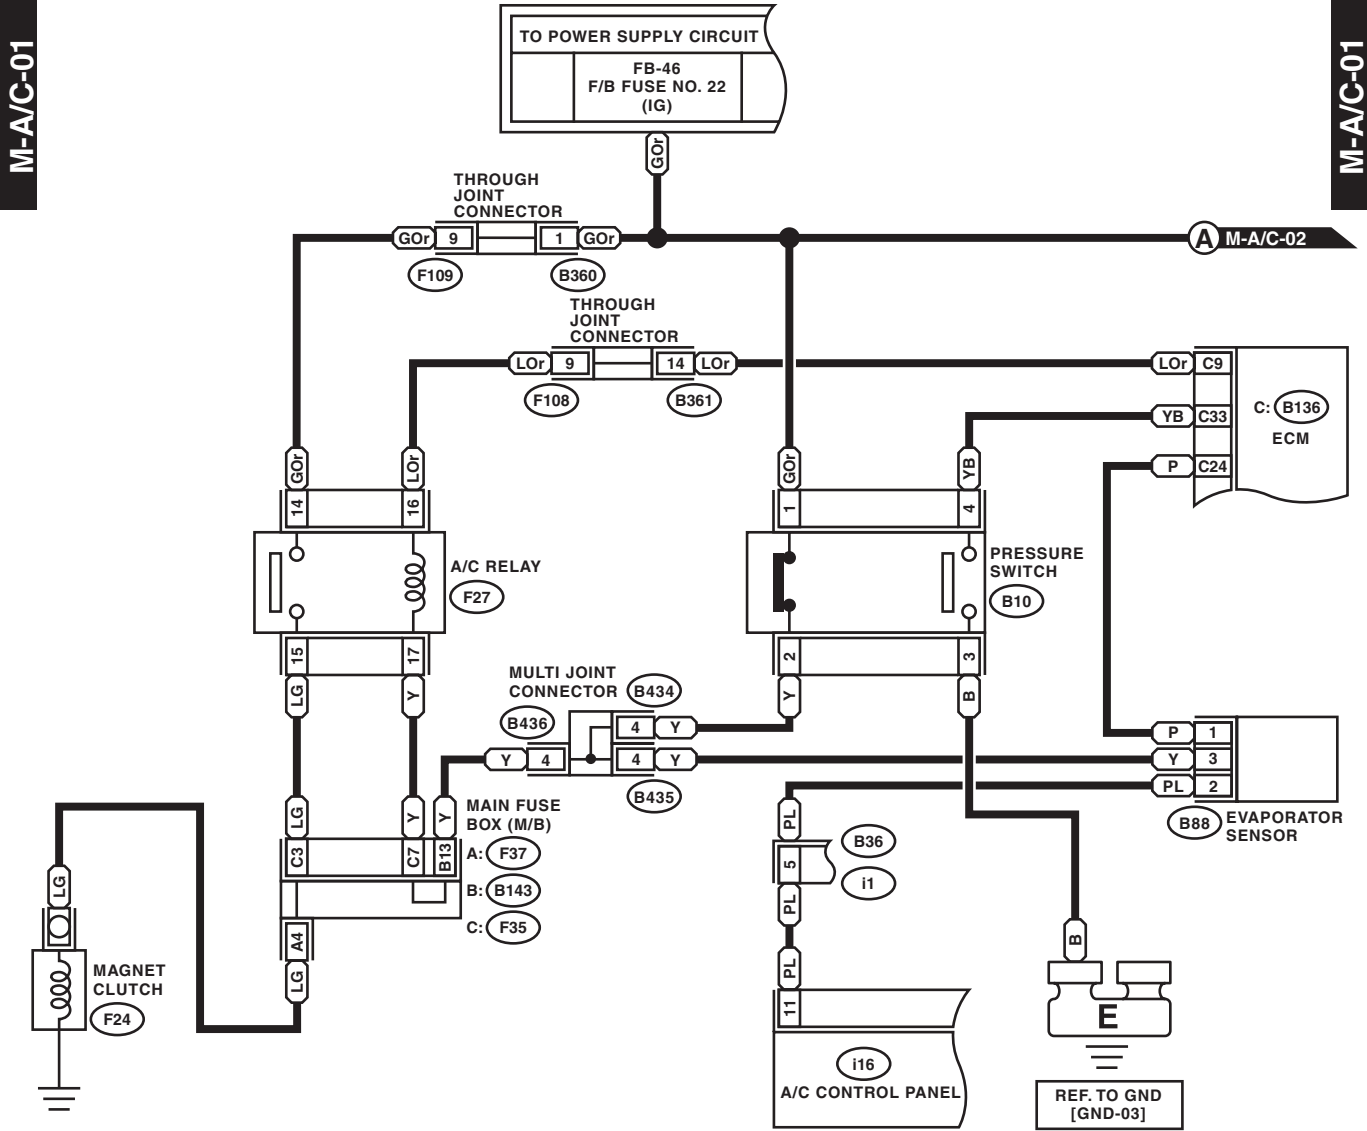 M-A/C-01
M-A/C-01
TO POWER SUPPLY CIRCUIT
FB-46
F/B FUSE NO. 22
(IG)
GOr
THROUGH
JOINT
CONNECTOR
GOr 9 1 GOr
F109 B360
A M-A/C-02
THROUGH
JOINT
CONNECTOR
LOr 9 14 LOr
F108 B361
LOr C9
YB C33
P C24
C: B136
ECM
GOr LOr
14 16
A/C RELAY
F27
15 17
LG Y
GOr YB
1 4
PRESSURE
SWITCH
B10
2 3
Y B
MULTI JOINT
CONNECTOR
B434
B436
4 Y
Y 4 4 Y
B435
P 1
Y 3
PL 2
B88
EVAPORATOR
SENSOR
LG Y Y
C3 C7 B13
MAIN FUSE
BOX (M/B)
A: F37
B: B143
C: F35
A4
LG
LG
MAGNET
CLUTCH
F24
PL
5
B36
i1
PL
PL
11
i16
A/C CONTROL PANEL
B
E
REF. TO GND
[GND-03]